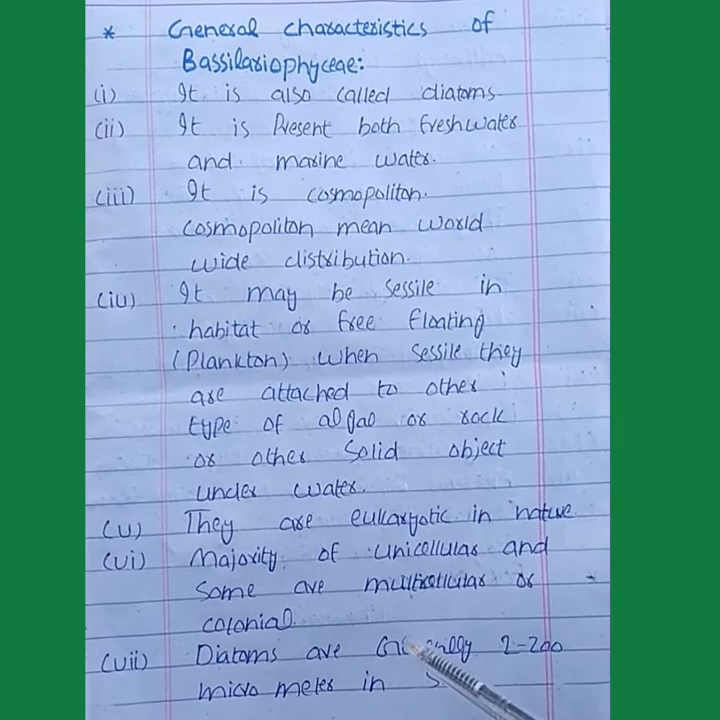 * General characteristics of
Bassilariophyceae:
(i) It is also called diatoms
(ii) It is Present both freshwater
and marine water.
(iii) It is cosmopoliton.
cosmopoliton mean world
wide distribution.
(iv) It may be sessile in
habitat or free floating
(Plankton) when sessile they
are attached to other
type of algae or rock
or other solid object
under water.
(v) They are eukaryotic in nature
(vi) Majority of unicellular and
some are multicellular or
colonial.
(vii) Diatoms are 2-200
micro meter in